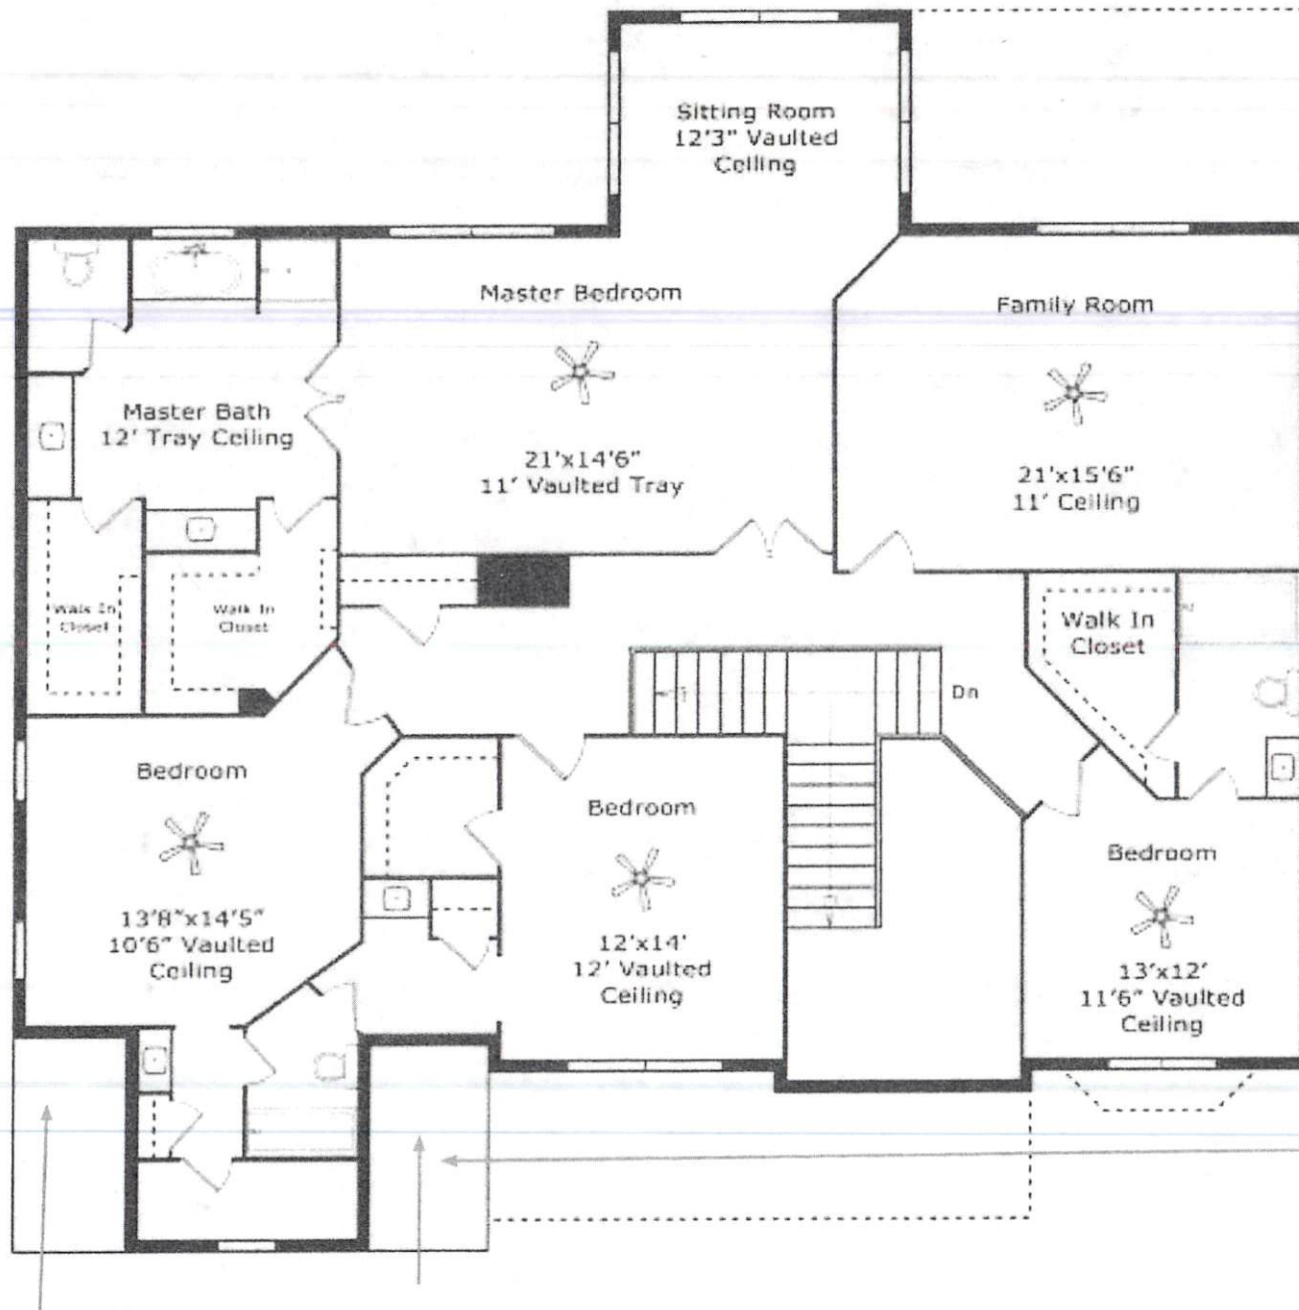 Sitting Room
12'3" Vaulted
Ceiling
Master Bedroom
21'x14'6"
11' Vaulted Tray
Family Room
21'x15'6"
11' Ceiling
Master Bath
12' Tray Ceiling
Walk In
Closet
Walk In
Closet
Walk In
Closet
Dn
Bedroom
13'8"x14'5"
10'6" Vaulted
Ceiling
Bedroom
12'x14'
12' Vaulted
Ceiling
Bedroom
13'x12'
11'6" Vaulted
Ceiling